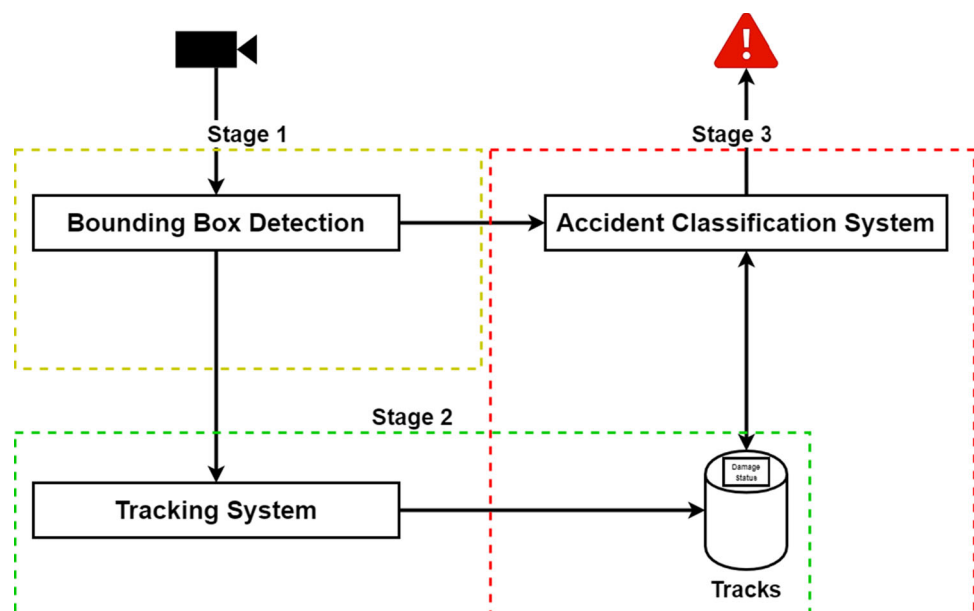 Stage 1
Stage 3
Bounding Box Detection
Accident Classification System
Stage 2
Damage
Status
Tracking System
Tracks